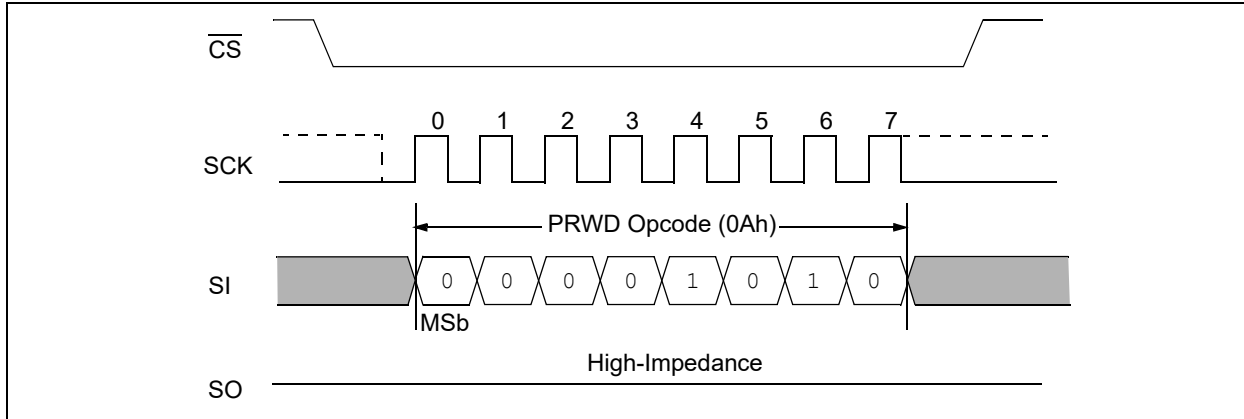 CS
0 1 2 3 4 5 6 7
SCK
PRWD Opcode (0Ah)
SI
0 0 0 0 1 0 1 0
MSb
High-Impedance
SO